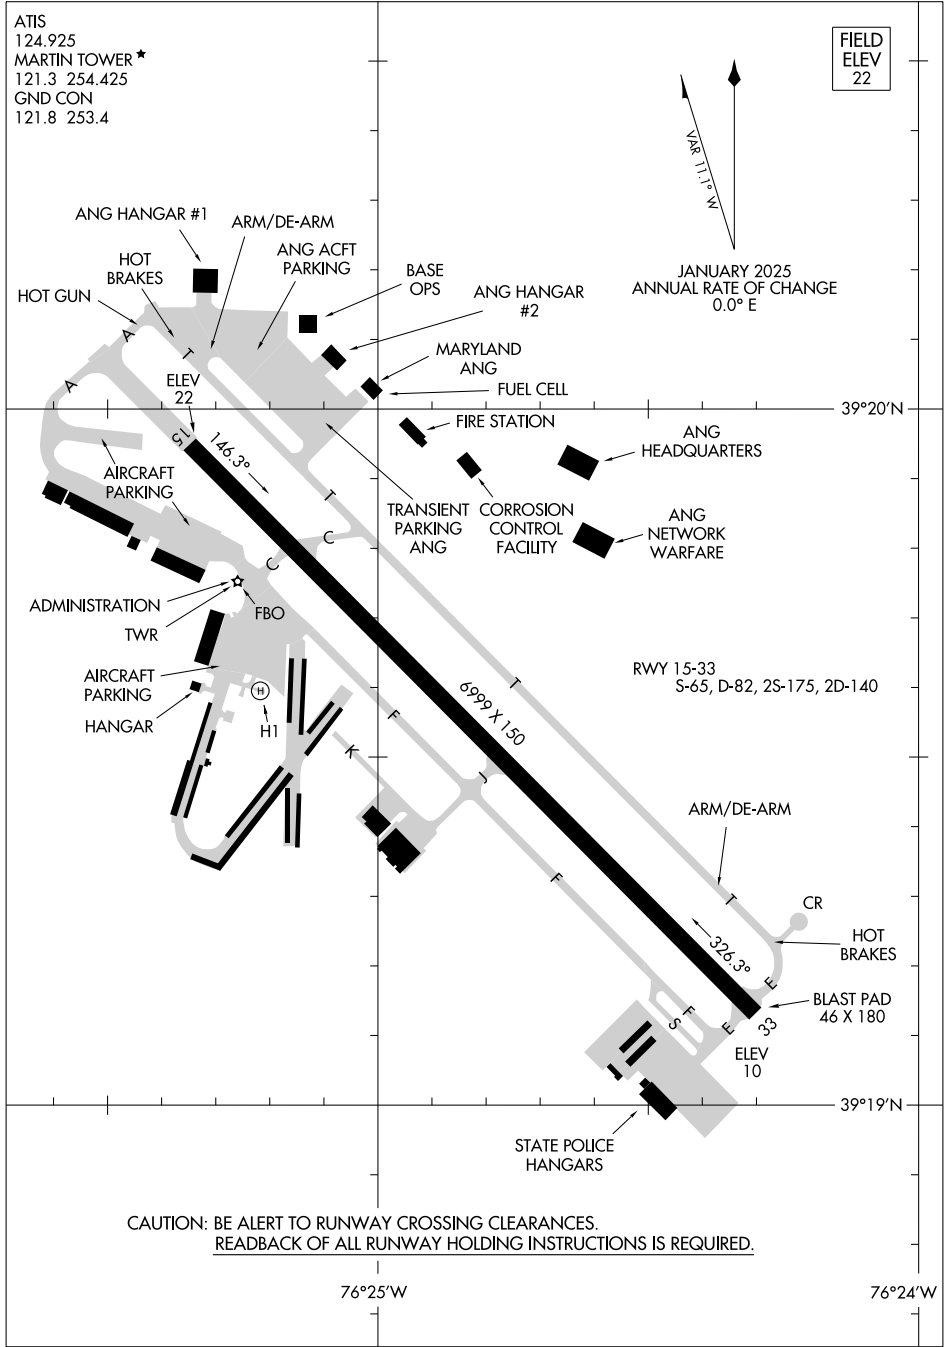 ATIS
124.925
MARTIN TOWER ★
121.3 254.425
GND CON
121.8 253.4
FIELD
ELEV
22
VAR 11.1° W
JANUARY 2025
ANNUAL RATE OF CHANGE
0.0° E
ANG HANGAR #1
ARM/DE-ARM
HOT
BRAKES
ANG ACFT
PARKING
HOT GUN
BASE
OPS
ANG HANGAR
#2
MARYLAND
ANG
FUEL CELL
A
A
T
ELEV
22
39°20'N
FIRE STATION
ANG
HEADQUARTERS
15
146.3°
AIRCRAFT
PARKING
T
TRANSIENT
PARKING
ANG
CORROSION
CONTROL
FACILITY
ANG
NETWORK
WARFARE
C
C
ADMINISTRATION
FBO
TWR
AIRCRAFT
PARKING
HANGAR
H
H1
RWY 15-33
S-65, D-82, 2S-175, 2D-140
T
6999 X 150
F
K
J
ARM/DE-ARM
F
T
CR
326.3°
HOT
BRAKES
E
BLAST PAD
46 X 180
F
S
E
33
ELEV
10
39°19'N
STATE POLICE
HANGARS
CAUTION: BE ALERT TO RUNWAY CROSSING CLEARANCES.
READBACK OF ALL RUNWAY HOLDING INSTRUCTIONS IS REQUIRED.
76°25'W
76°24'W